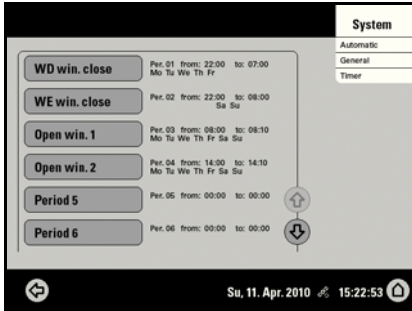 System
Automatic
General
Timer
WD win. close
Per. 01 from: 22:00 to: 07:00
Mo Tu We Th Fr
WE win. close
Per. 02 from: 22:00 to: 08:00
Sa Su
Open win. 1
Per. 03 from: 08:00 to: 08:10
Mo Tu We Th Fr Sa Su
Open win. 2
Per. 04 from: 14:00 to: 14:10
Mo Tu We Th Fr Sa Su
Period 5
Per. 05 from: 00:00 to: 00:00
Period 6
Per. 06 from: 00:00 to: 00:00
Su, 11. Apr. 2010 15:22:53